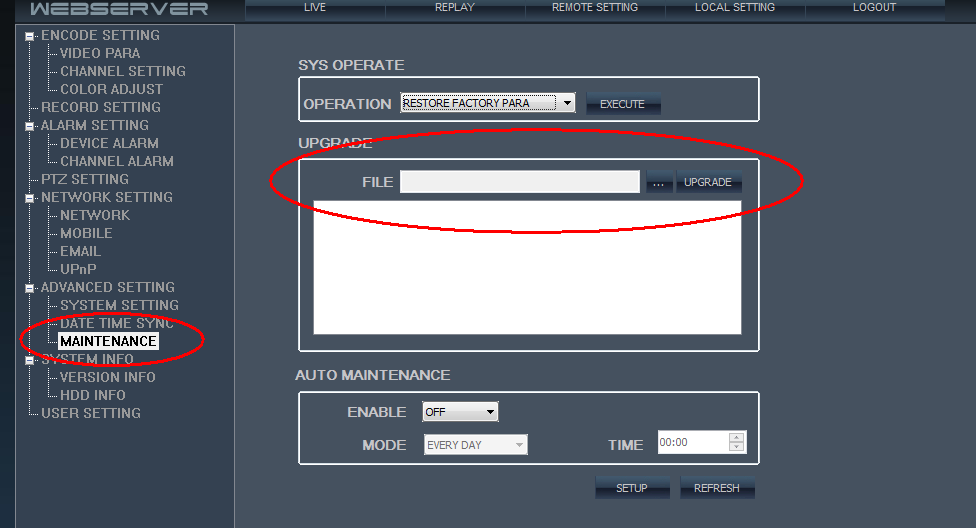 WEBSERVER
LIVE REPLAY REMOTE SETTING LOCAL SETTING LOGOUT
ENCODE SETTING
VIDEO PARA
CHANNEL SETTING
COLOR ADJUST
RECORD SETTING
ALARM SETTING
DEVICE ALARM
CHANNEL ALARM
PTZ SETTING
NETWORK SETTING
NETWORK
MOBILE
EMAIL
UPnP
ADVANCED SETTING
SYSTEM SETTING
DATE TIME SYNC
MAINTENANCE
SYSTEM INFO
VERSION INFO
HDD INFO
USER SETTING
SYS OPERATE
OPERATION RESTORE FACTORY PARA EXECUTE
UPGRADE
FILE ... UPGRADE
AUTO MAINTENANCE
ENABLE OFF
MODE EVERY DAY TIME 00:00
SETUP REFRESH